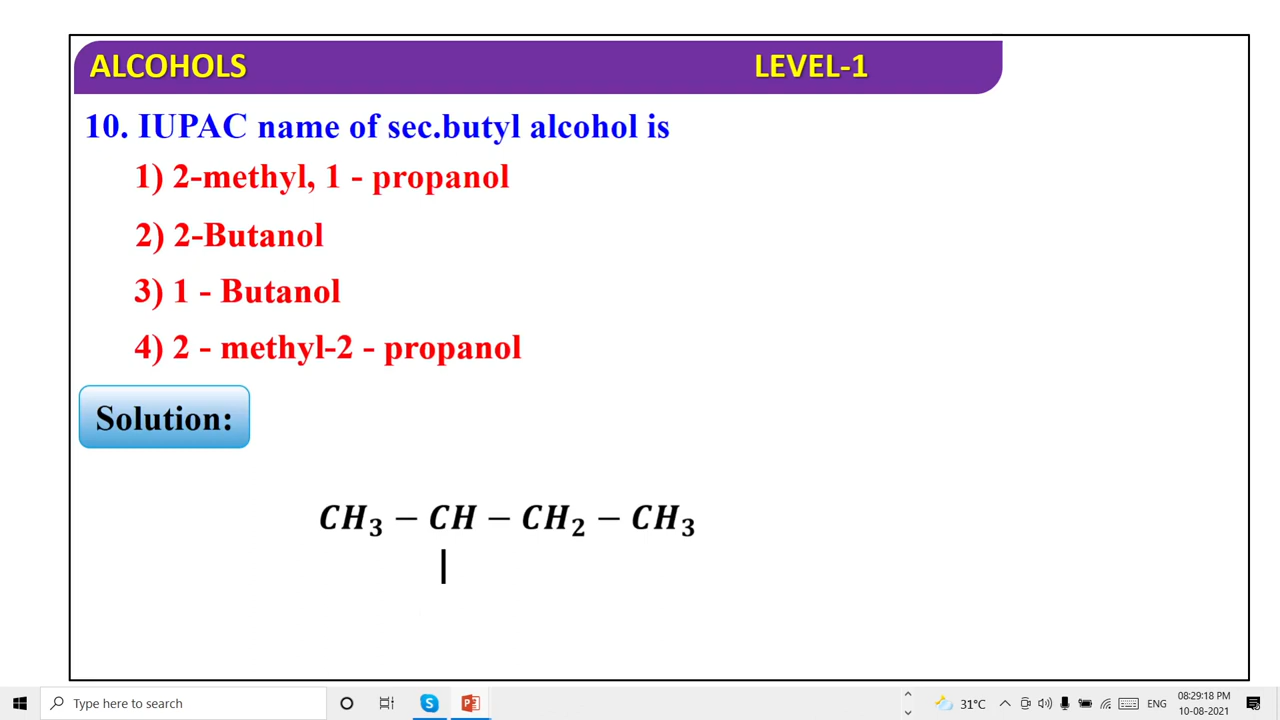 ALCOHOLS LEVEL-1
10. IUPAC name of sec.butyl alcohol is
1) 2-methyl, 1 - propanol
2) 2-Butanol
3) 1 - Butanol
4) 2 - methyl-2 - propanol
Solution:
CH₃ – CH – CH₂ – CH₃
|
Type here to search 31°C ENG 08:29:18 PM
10-08-2021